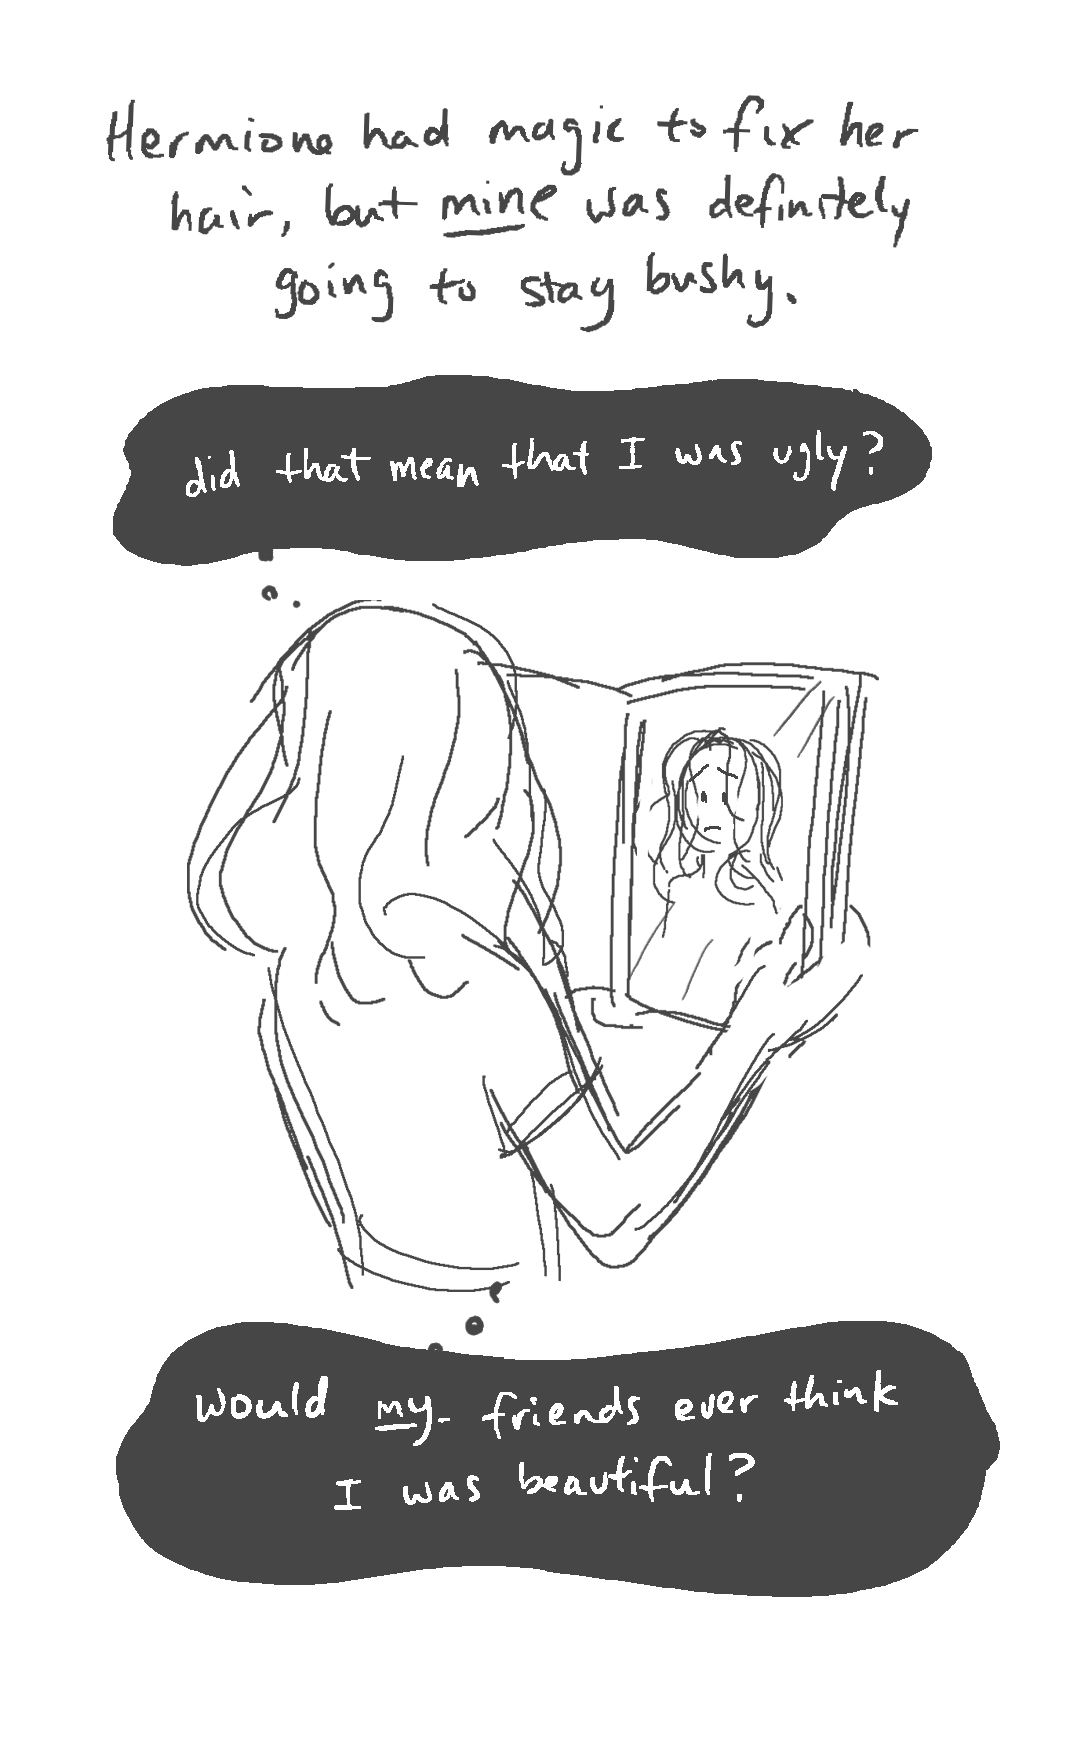 Hermione had magic to fix her
hair, but mine was definitely
going to stay bushy.
did that mean that I was ugly?
would my friends ever think
I was beautiful?